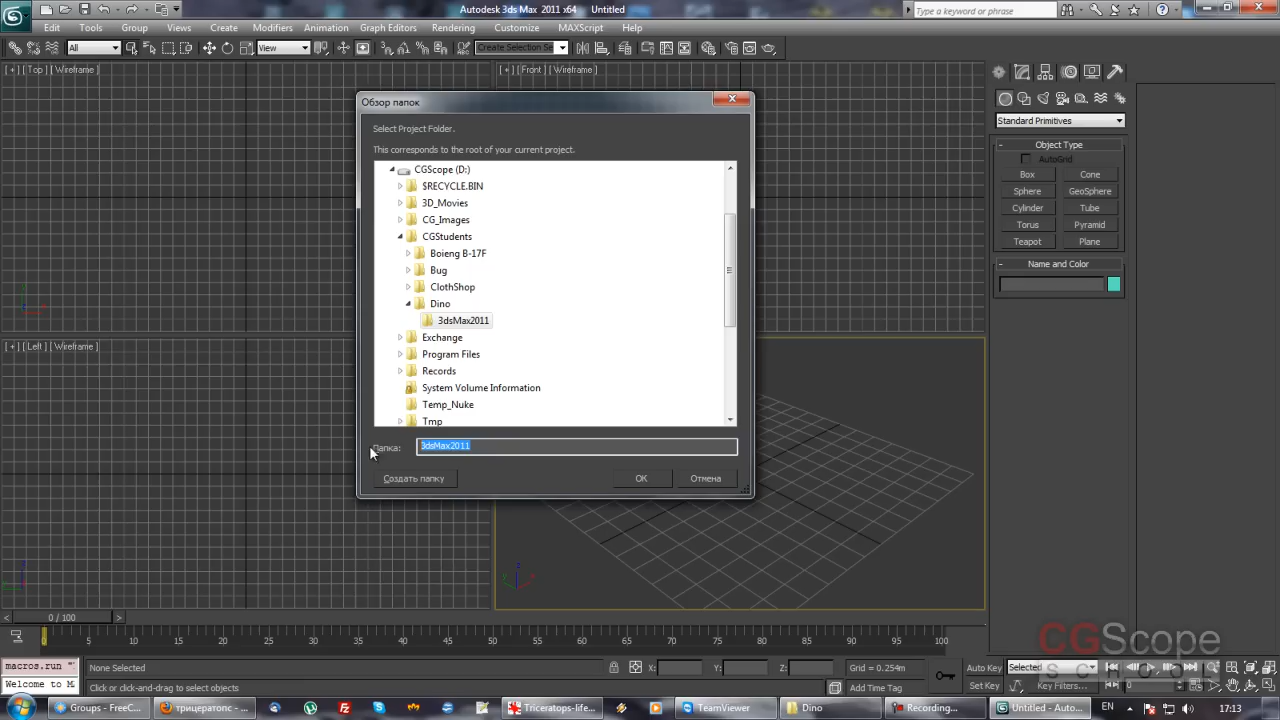 Autodesk 3ds Max 2011 x64    Untitled
Type a keyword or phrase
Edit Tools Group Views Create Modifiers Animation Graph Editors Rendering Customize MAXScript Help
All View Create Selection Se
[ + ] [ Top ] [ Wireframe ]
[ + ] [ Front ] [ Wireframe ]
Обзор папок
Select Project Folder.
This corresponds to the root of your current project.
CGScope (D:)
$RECYCLE.BIN
3D_Movies
CG_Images
CGStudents
Boieng B-17F
Bug
ClothShop
Dino
3dsMax2011
Exchange
Program Files
Records
System Volume Information
Temp_Nuke
Tmp
Папка: 3dsMax2011
Создать папку OK Отмена
Standard Primitives
- Object Type
AutoGrid
Box Cone
Sphere GeoSphere
Cylinder Tube
Torus Pyramid
Teapot Plane
- Name and Color
[ + ] [ Left ] [ Wireframe ]
< 0 / 100 >
0 5 10 15 20 25 30 35 40 45 50 55 60 65 70 75 80 85 90 95 100
CGScope
SCHOOL
macros.run "
None Selected X: Y: Z: Grid = 0.254m Auto Key Selected
Welcome to M
Click or click-and-drag to select objects Add Time Tag Set Key Key Filters... 0
Groups - FreeC... трицератопс - ... Triceratops-life... TeamViewer Dino Recording... Untitled - Auto... EN 17:13